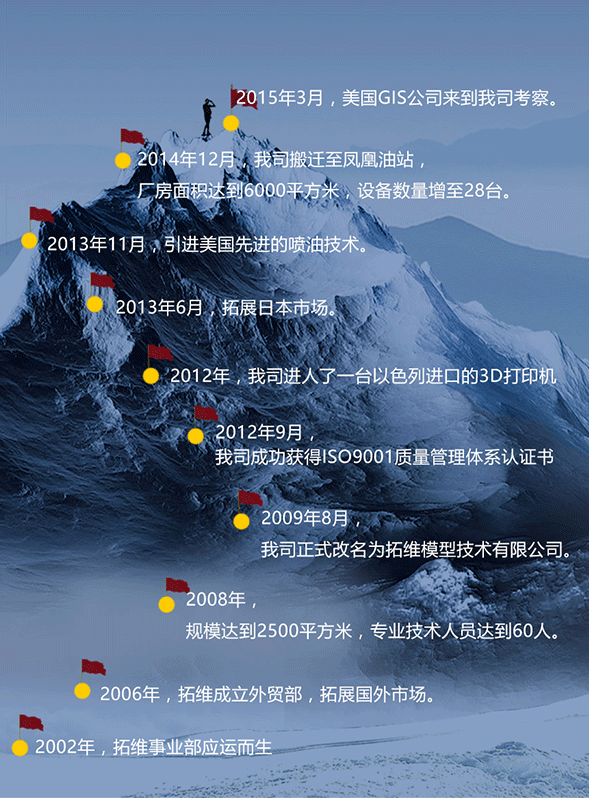 2015年3月，美国GIS公司来到我司考察。
2014年12月，我司搬迁至凤凰油站，
厂房面积达到6000平方米，设备数量增至28台。
2013年11月，引进美国先进的喷油技术。
2013年6月，拓展日本市场。
2012年，我司进人了一台以色列进口的3D打印机
2012年9月，
我司成功获得ISO9001质量管理体系认证书
2009年8月，
我司正式改名为拓维模型技术有限公司。
2008年，
规模达到2500平方米，专业技术人员达到60人。
2006年，拓维成立外贸部，拓展国外市场。
2002年，拓维事业部应运而生